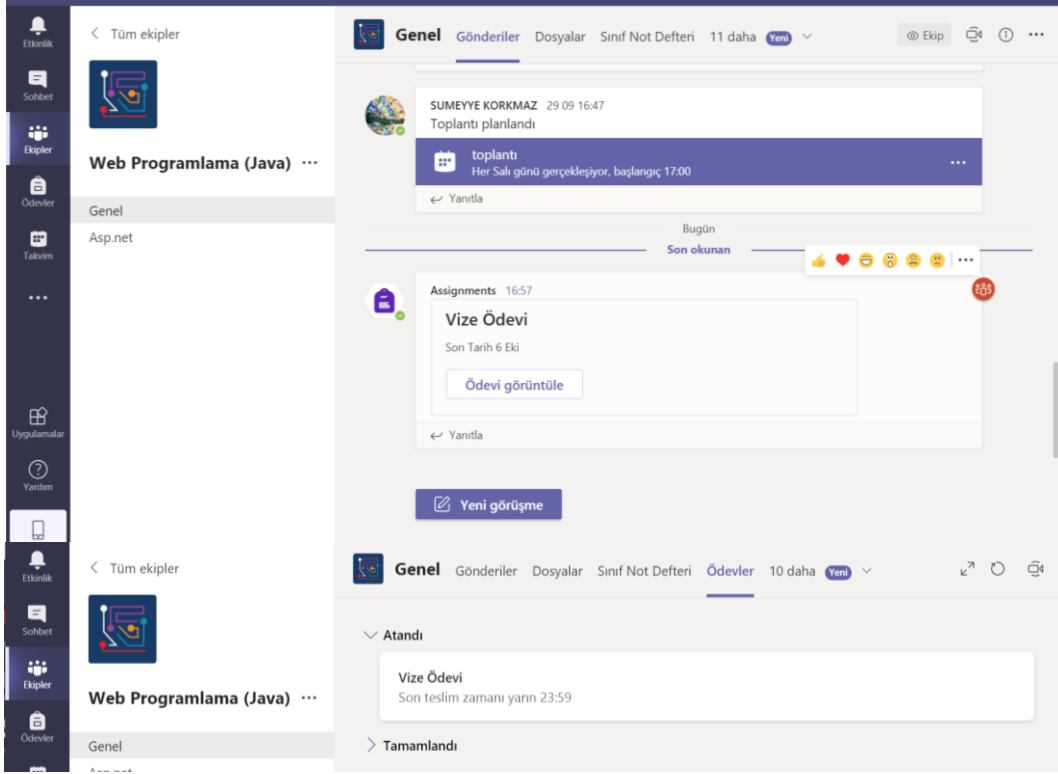 Etkinlik
Sohbet
Ekipler
Ödevler
Takvim
Uygulamalar
Yardım
Tüm ekipler
Web Programlama (Java)
Genel
Asp.net
Genel Gönderiler Dosyalar Sınıf Not Defteri 11 daha Yeni
Ekip
SUMEYYE KORKMAZ 29 09 16:47
Toplantı planlandı
toplantı
Her Salı günü gerçekleşiyor, başlangıç 17:00
Yanıtla
Bugün
Son okunan
Assignments 16:57
Vize Ödevi
Son Tarih 6 Eki
Ödevi görüntüle
Yanıtla
Yeni görüşme
Etkinlik
Sohbet
Ekipler
Ödevler
Tüm ekipler
Web Programlama (Java)
Genel
Asp.net
Genel Gönderiler Dosyalar Sınıf Not Defteri Ödevler 10 daha Yeni
Atandı
Vize Ödevi
Son teslim zamanı yarın 23:59
Tamamlandı